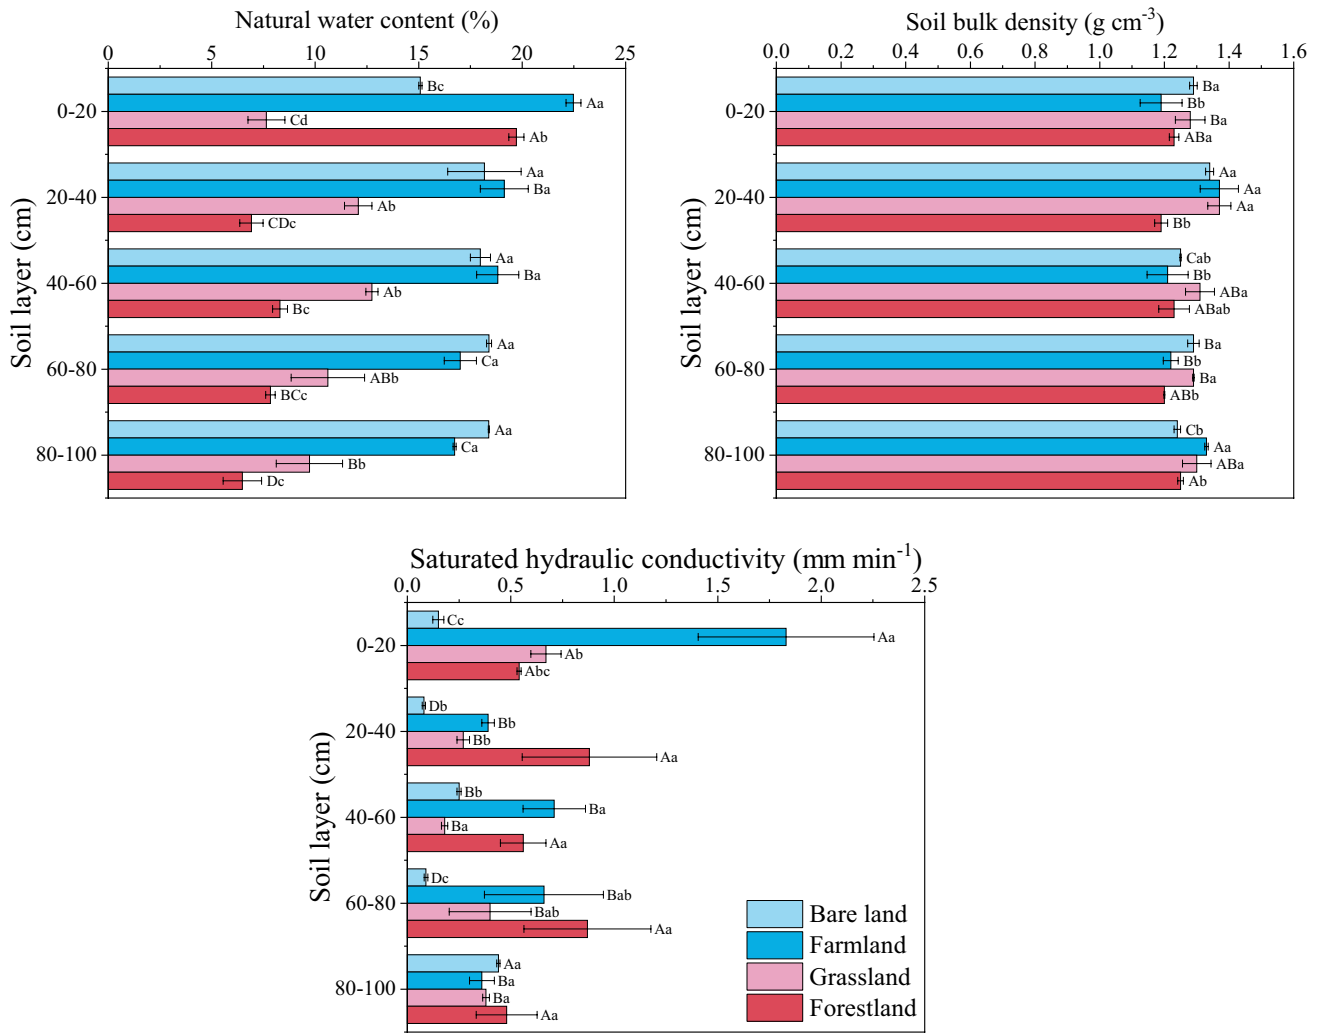 Natural water content (%)
0 5 10 15 20 25
Soil layer (cm)
0-20
Bc
Aa
Cd
Ab
20-40
Aa
Ba
Ab
CDc
40-60
Aa
Ba
Ab
Bc
60-80
Aa
Ca
ABb
BCc
80-100
Aa
Ca
Bb
Dc
Soil bulk density (g cm-3)
0.0 0.2 0.4 0.6 0.8 1.0 1.2 1.4 1.6
Soil layer (cm)
0-20
Ba
Bb
Ba
ABa
20-40
Aa
Aa
Aa
Bb
40-60
Cab
Bb
ABa
ABab
60-80
Ba
Bb
Ba
ABb
80-100
Cb
Aa
ABa
Ab
Saturated hydraulic conductivity (mm min-1)
0.0 0.5 1.0 1.5 2.0 2.5
Soil layer (cm)
0-20
Cc
Aa
Ab
Abc
20-40
Db
Bb
Bb
Aa
40-60
Bb
Ba
Ba
Aa
60-80
Dc
Bab
Bab
Aa
80-100
Aa
Ba
Ba
Aa
Bare land
Farmland
Grassland
Forestland